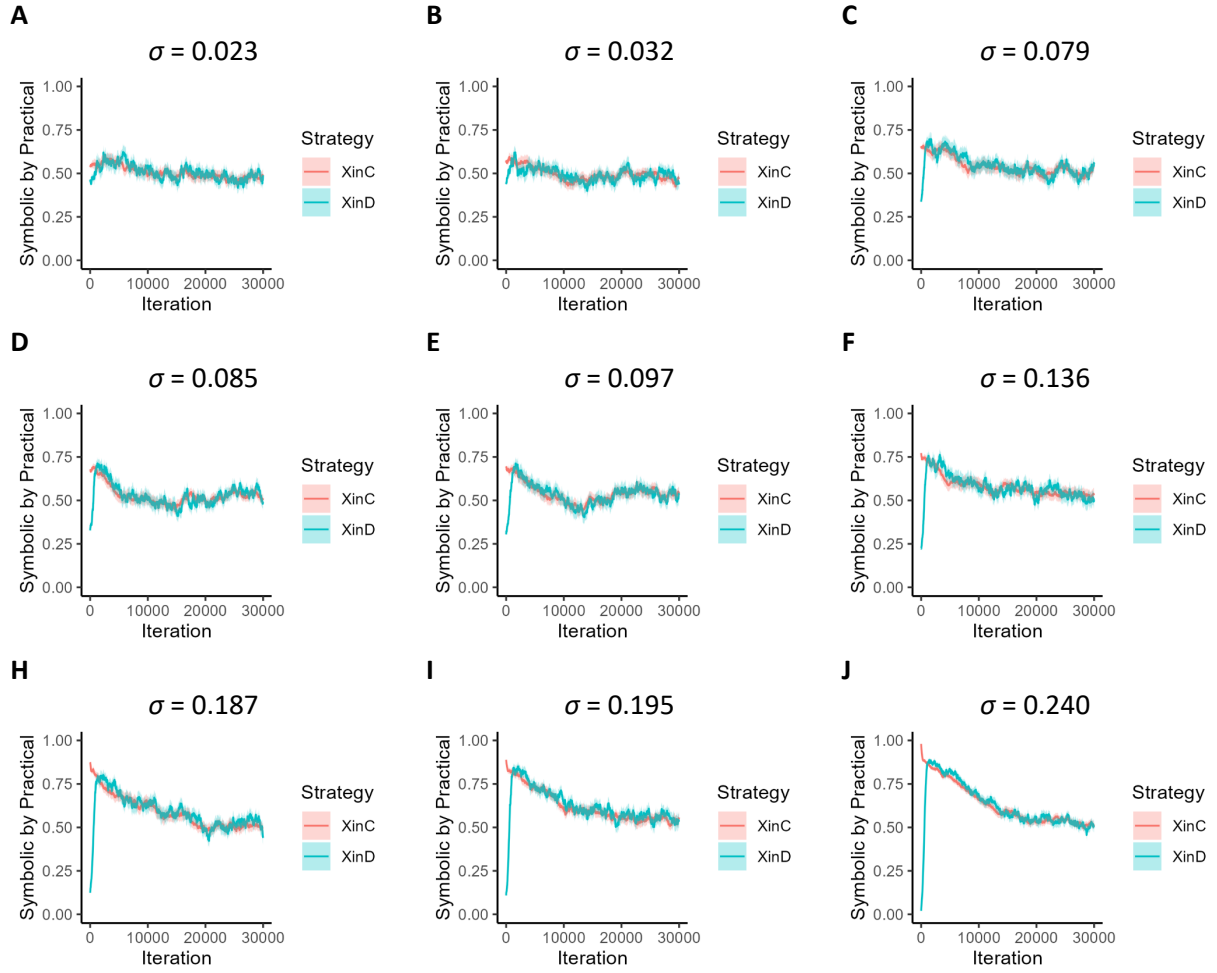 A
σ = 0.023
Symbolic by Practical
1.00
0.75
0.50
0.25
0.00
0 10000 20000 30000
Iteration
Strategy
XinC
XinD
B
σ = 0.032
Symbolic by Practical
1.00
0.75
0.50
0.25
0.00
0 10000 20000 30000
Iteration
Strategy
XinC
XinD
C
σ = 0.079
Symbolic by Practical
1.00
0.75
0.50
0.25
0.00
0 10000 20000 30000
Iteration
Strategy
XinC
XinD
D
σ = 0.085
Symbolic by Practical
1.00
0.75
0.50
0.25
0.00
0 10000 20000 30000
Iteration
Strategy
XinC
XinD
E
σ = 0.097
Symbolic by Practical
1.00
0.75
0.50
0.25
0.00
0 10000 20000 30000
Iteration
Strategy
XinC
XinD
F
σ = 0.136
Symbolic by Practical
1.00
0.75
0.50
0.25
0.00
0 10000 20000 30000
Iteration
Strategy
XinC
XinD
H
σ = 0.187
Symbolic by Practical
1.00
0.75
0.50
0.25
0.00
0 10000 20000 30000
Iteration
Strategy
XinC
XinD
I
σ = 0.195
Symbolic by Practical
1.00
0.75
0.50
0.25
0.00
0 10000 20000 30000
Iteration
Strategy
XinC
XinD
J
σ = 0.240
Symbolic by Practical
1.00
0.75
0.50
0.25
0.00
0 10000 20000 30000
Iteration
Strategy
XinC
XinD